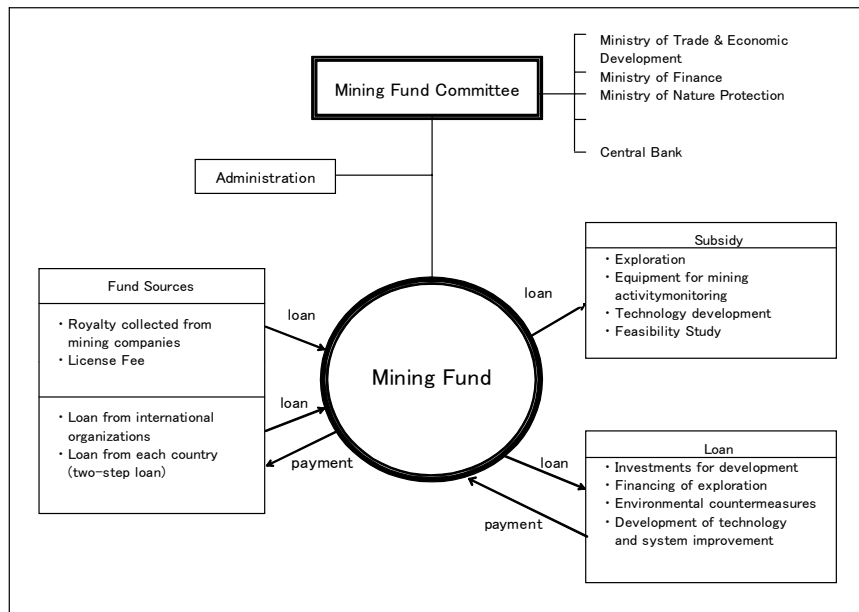 Mining Fund Committee
Ministry of Trade & Economic
Development
Ministry of Finance
Ministry of Nature Protection
Central Bank
Administration
Fund Sources
・Royalty collected from
mining companies
・License Fee
・Loan from international
organizations
・Loan from each country
(two-step loan)
loan
loan
payment
Mining Fund
loan
Subsidy
・Exploration
・Equipment for mining
activitymonitoring
・Technology development
・Feasibility Study
loan
payment
Loan
・Investments for development
・Financing of exploration
・Environmental countermeasures
・Development of technology
and system improvement